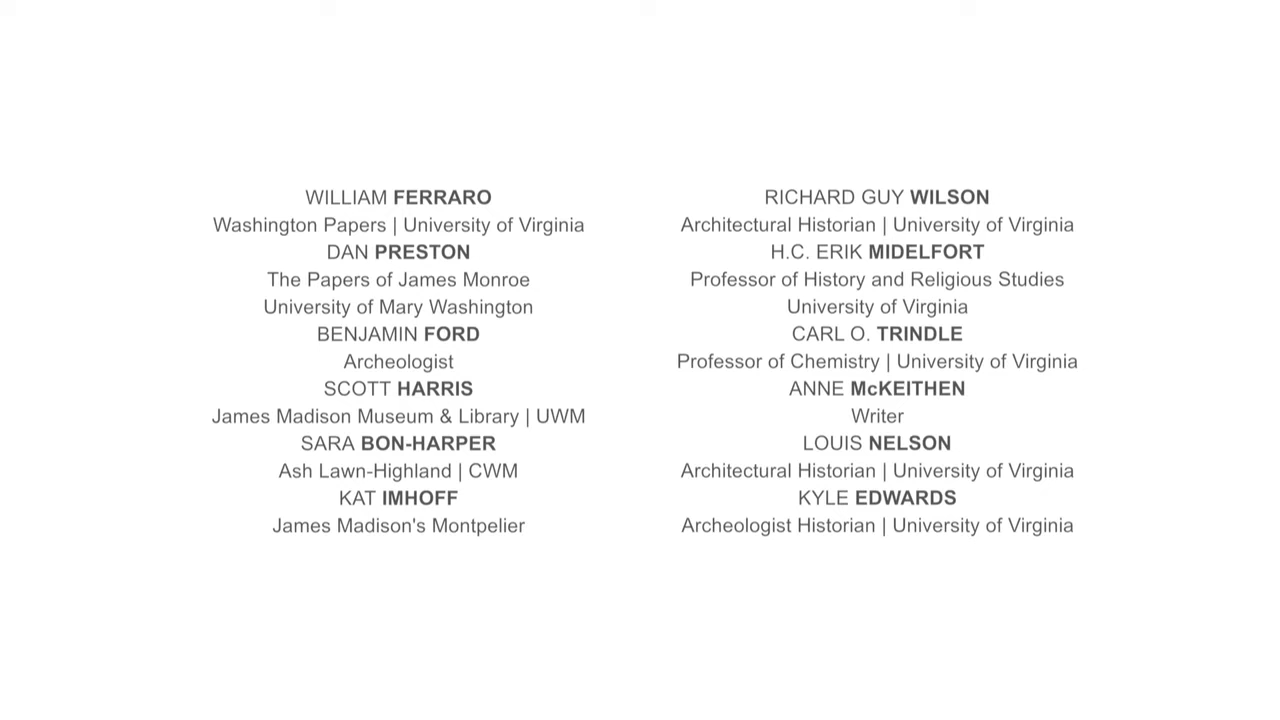 WILLIAM FERRARO
Washington Papers | University of Virginia
DAN PRESTON
The Papers of James Monroe
University of Mary Washington
BENJAMIN FORD
Archeologist
SCOTT HARRIS
James Madison Museum & Library | UWM
SARA BON-HARPER
Ash Lawn-Highland | CWM
KAT IMHOFF
James Madison's Montpelier
RICHARD GUY WILSON
Architectural Historian | University of Virginia
H.C. ERIK MIDELFORT
Professor of History and Religious Studies
University of Virginia
CARL O. TRINDLE
Professor of Chemistry | University of Virginia
ANNE McKEITHEN
Writer
LOUIS NELSON
Architectural Historian | University of Virginia
KYLE EDWARDS
Archeologist Historian | University of Virginia